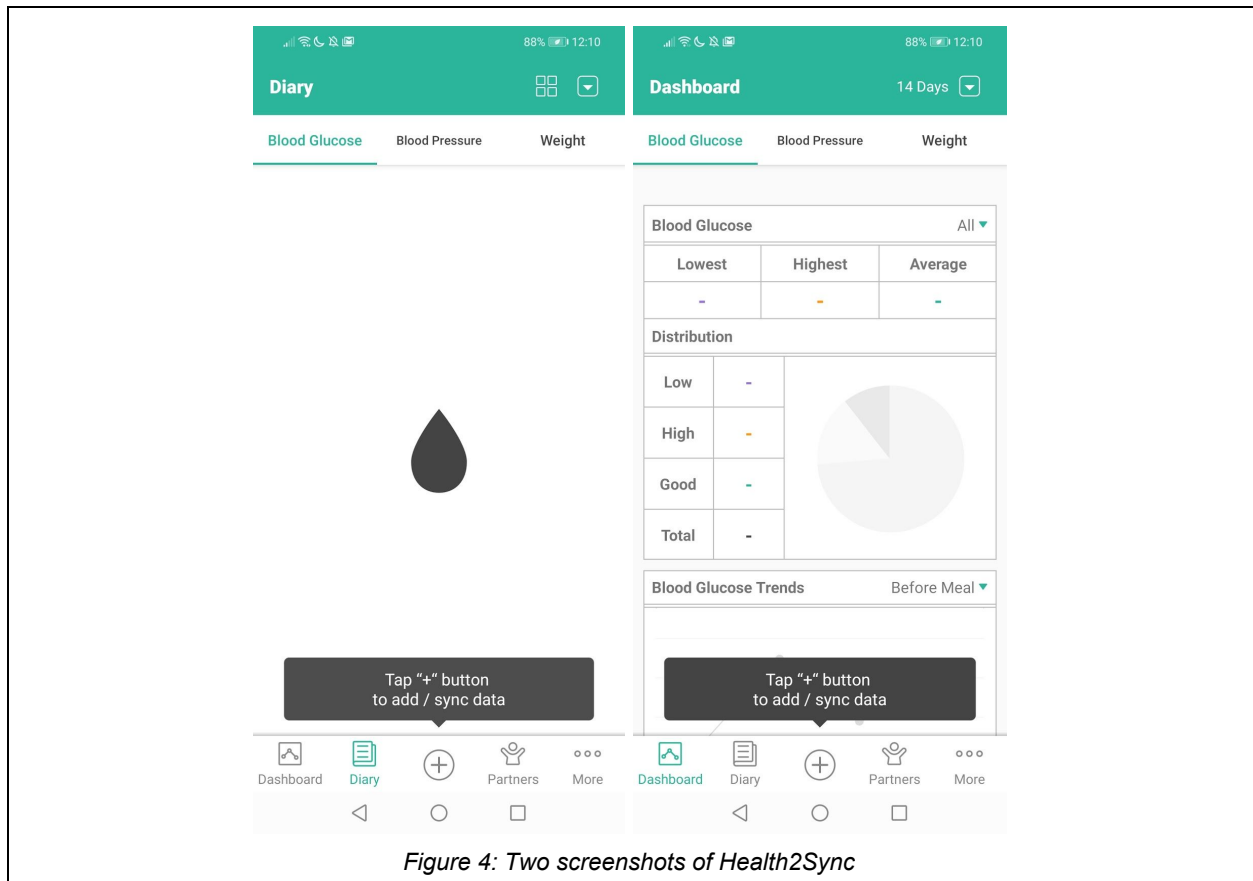 88% 12:10
Diary
Blood Glucose Blood Pressure Weight
Tap “+“ button
to add / sync data
Dashboard Diary Partners More
88% 12:10
Dashboard 14 Days
Blood Glucose Blood Pressure Weight
Blood Glucose All
Lowest Highest Average
- - -
Distribution
Low -
High -
Good -
Total -
Blood Glucose Trends Before Meal
Tap “+“ button
to add / sync data
Dashboard Diary Partners More
Figure 4: Two screenshots of Health2Sync